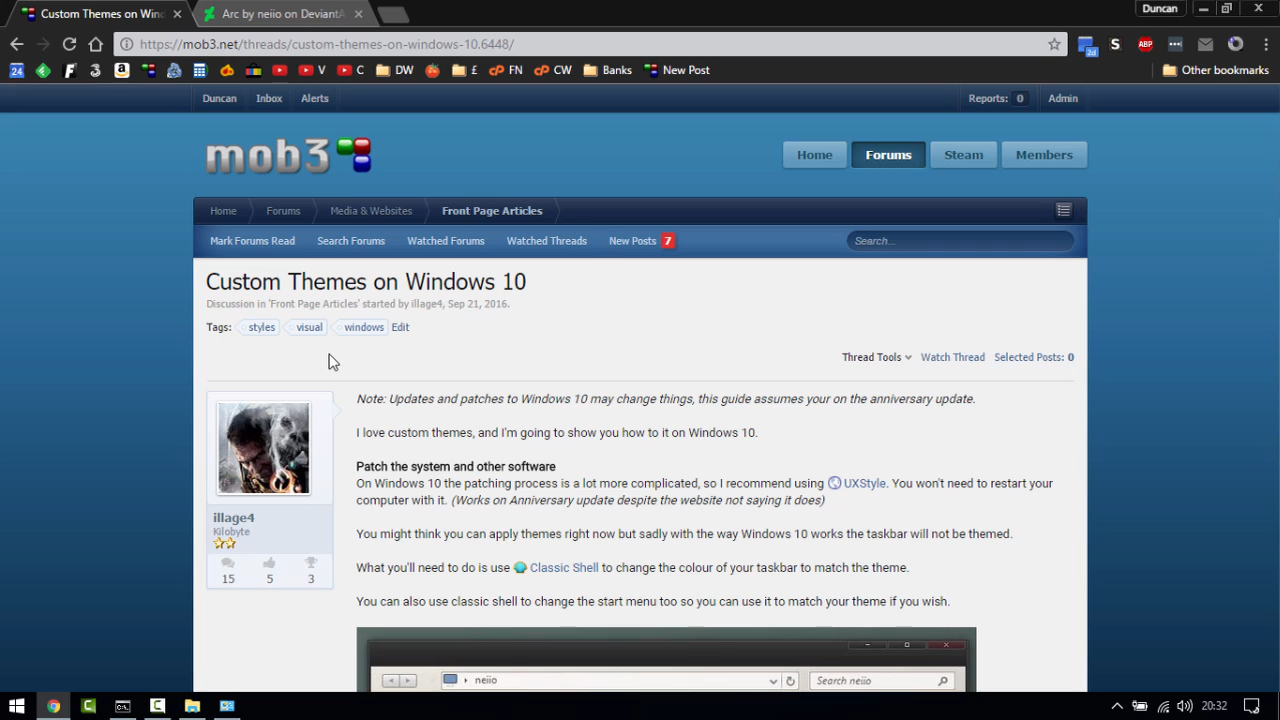 Custom Themes on Win
Arc by neiio on DeviantA
Duncan
https://mob3.net/threads/custom-themes-on-windows-10.6448/
24
2d
S
ABP
F
3
a
V
C
DW
£
cP FN
cP CW
Banks
New Post
Other bookmarks
Duncan Inbox Alerts Reports: 0 Admin
mob3
Home Forums Steam Members
Home Forums Media & Websites Front Page Articles
Mark Forums Read Search Forums Watched Forums Watched Threads New Posts 7 Search...
Custom Themes on Windows 10
Discussion in 'Front Page Articles' started by illage4, Sep 21, 2016.
Tags: styles visual windows Edit
Thread Tools Watch Thread Selected Posts: 0
illage4
Kilobyte
15 5 3
Note: Updates and patches to Windows 10 may change things, this guide assumes your on the anniversary update.
I love custom themes, and I'm going to show you how to it on Windows 10.
Patch the system and other software
On Windows 10 the patching process is a lot more complicated, so I recommend using UXStyle. You won't need to restart your
computer with it. (Works on Anniversary update despite the website not saying it does)
You might think you can apply themes right now but sadly with the way Windows 10 works the taskbar will not be themed.
What you'll need to do is use Classic Shell to change the colour of your taskbar to match the theme.
You can also use classic shell to change the start menu too so you can use it to match your theme if you wish.
neiio Search neiio
20:32